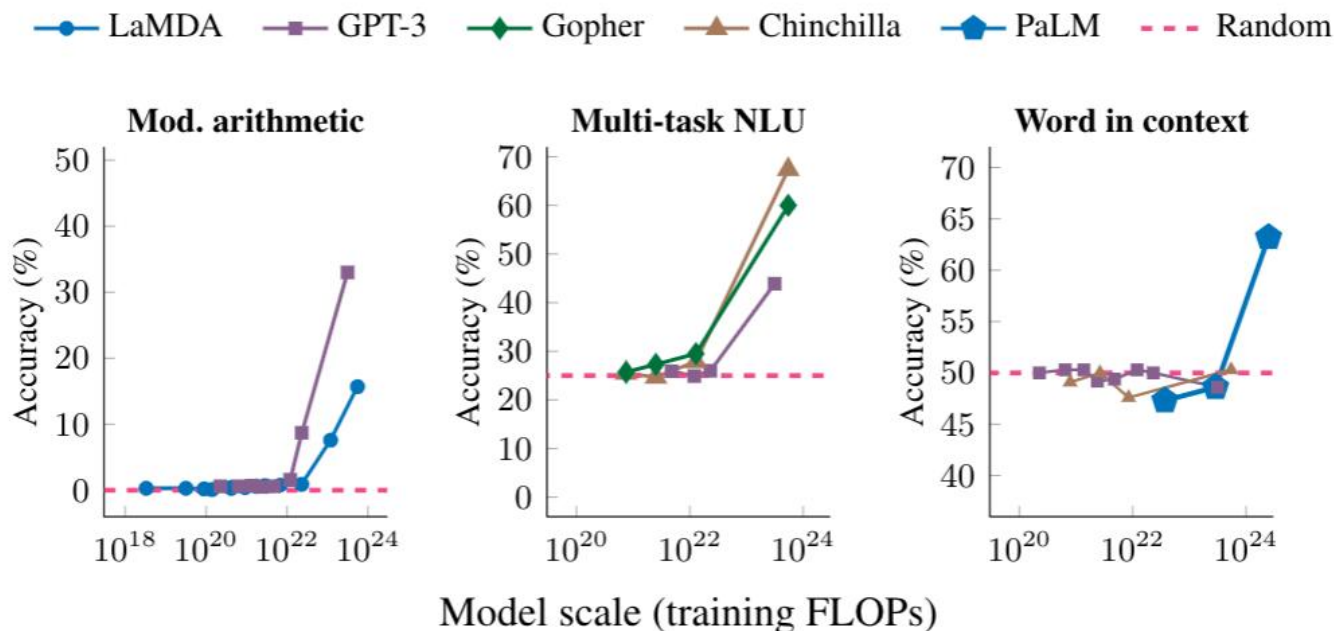 LaMDA GPT-3 Gopher Chinchilla PaLM Random
Mod. arithmetic
Accuracy (%)
50
40
30
20
10
0
10^18 10^20 10^22 10^24
Multi-task NLU
Accuracy (%)
70
60
50
40
30
20
10
0
10^20 10^22 10^24
Word in context
Accuracy (%)
70
65
60
55
50
45
40
10^20 10^22 10^24
Model scale (training FLOPs)